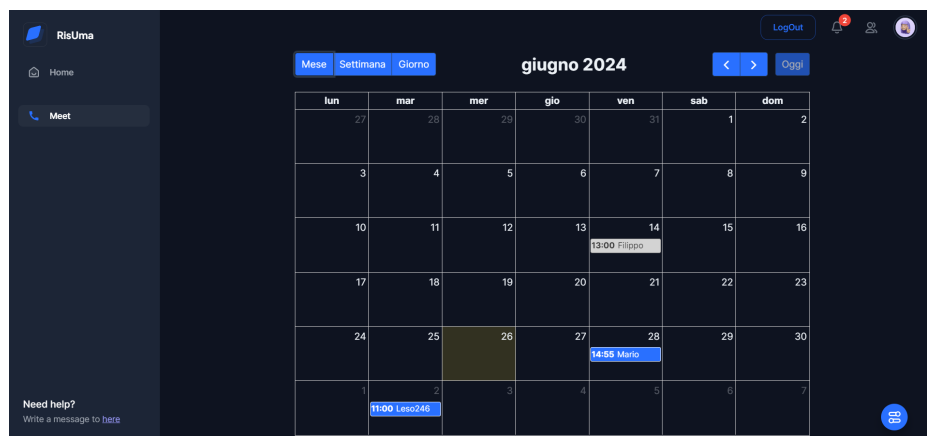 RisUma
LogOut
2
Home
Meet
Mese Settimana Giorno
giugno 2024
Oggi
lun mar mer gio ven sab dom
27 28 29 30 31 1 2
3 4 5 6 7 8 9
10 11 12 13 14 15 16
13:00 Filippo
17 18 19 20 21 22 23
24 25 26 27 28 29 30
14:55 Mario
1 2 3 4 5 6 7
11:00 Leso246
Need help?
Write a message to here